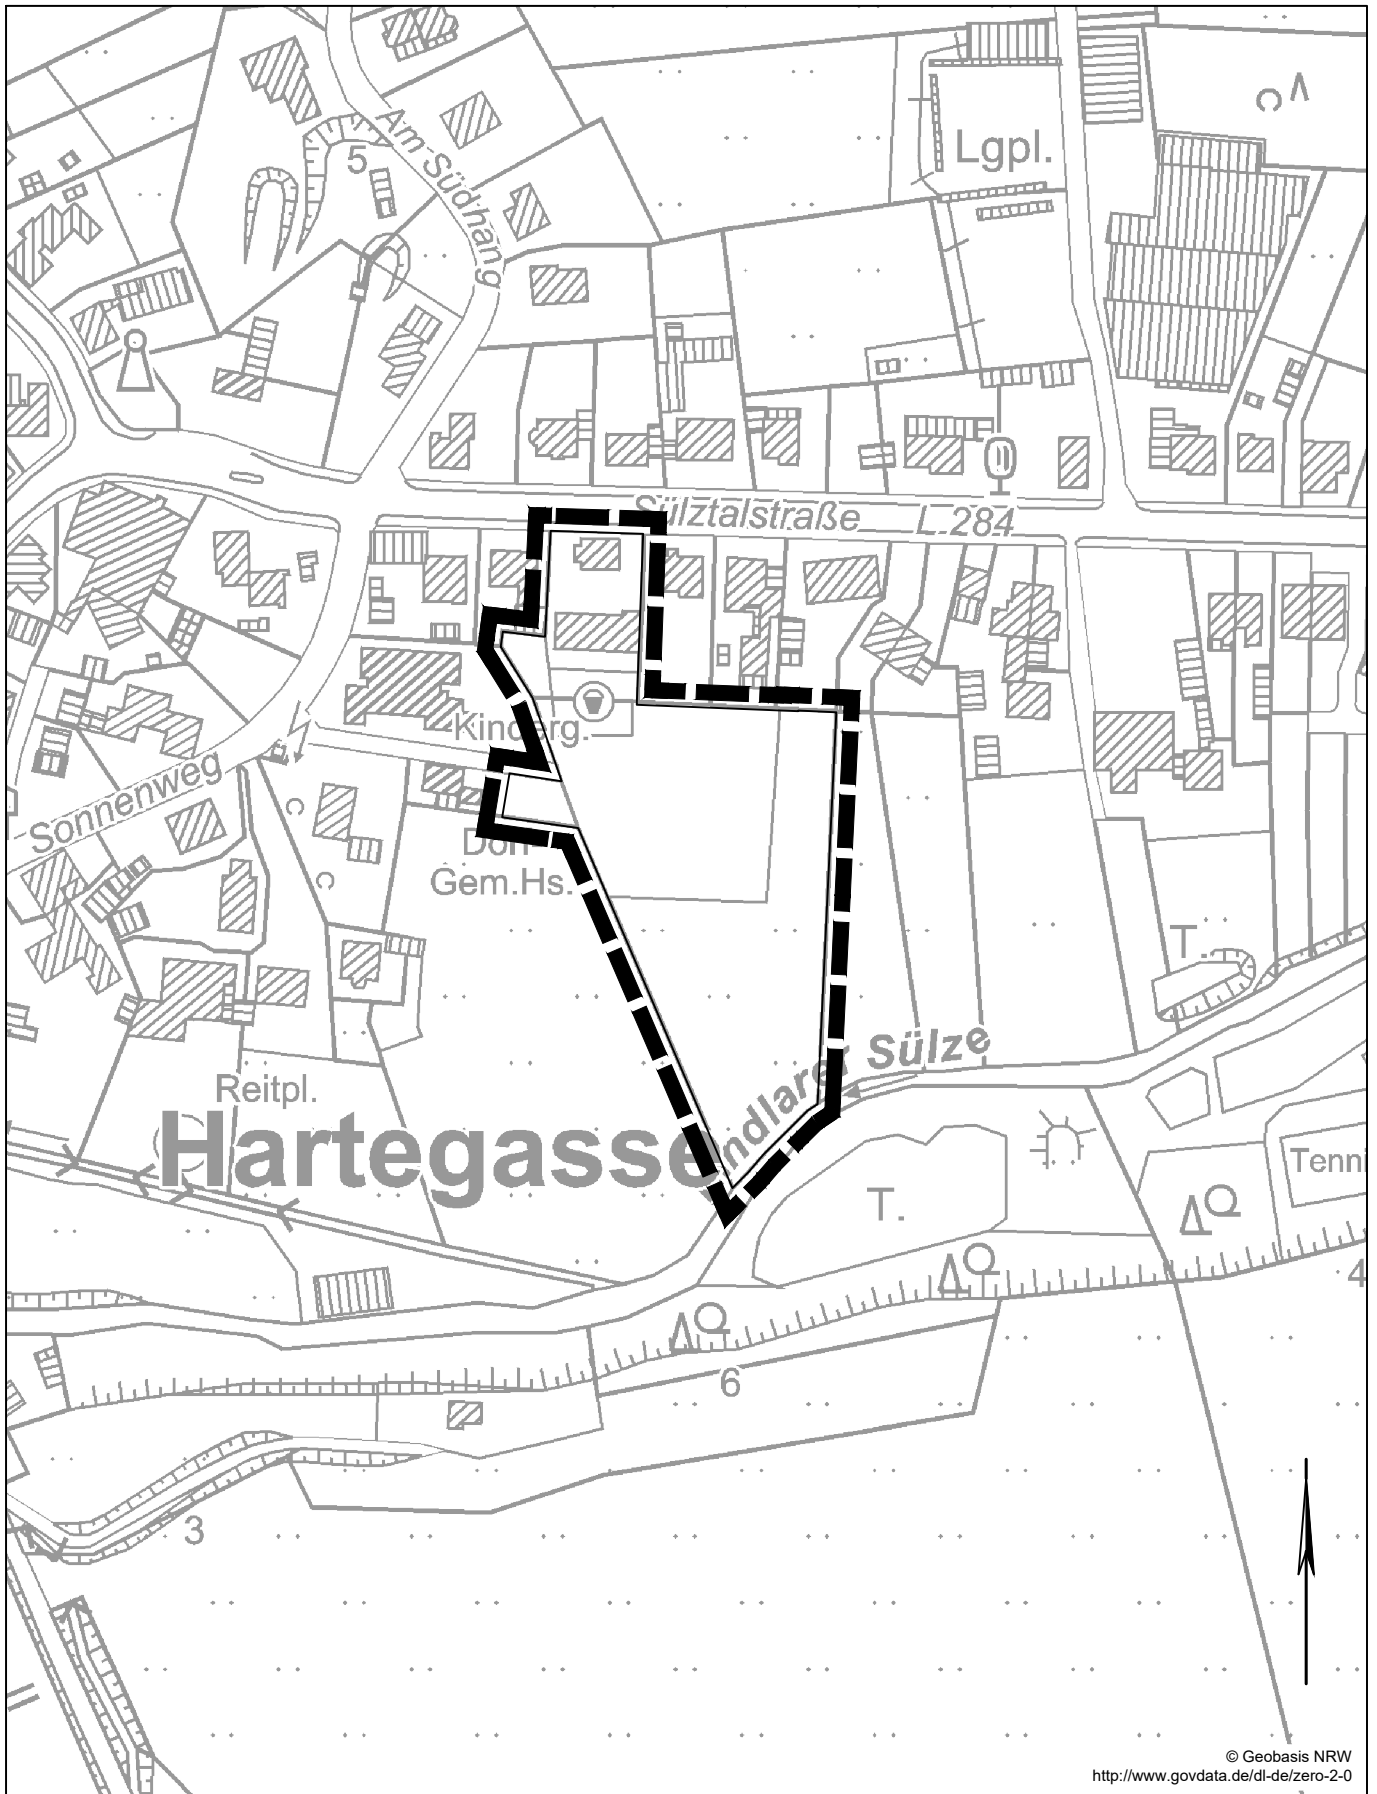 Am Südhang
5
Lgpl.
Sülztalstraße
L 284
Kinderg.
Sonnenweg
Gem.Hs.
T.
Sülze
Reitpl.
Hartegasse
Tenni
T.
4
6
3
© Geobasis NRW
http://www.govdata.de/dl-de/zero-2-0